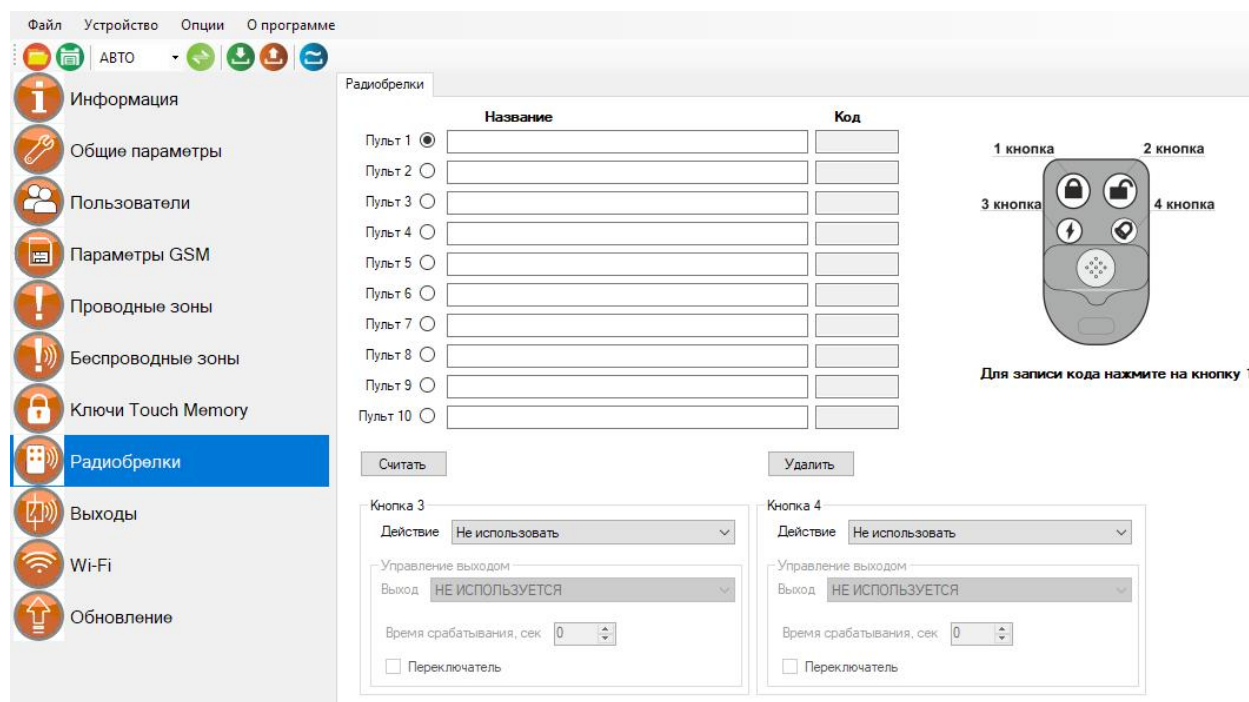 Файл Устройство Опции О программе
АВТО
Информация
Общие параметры
Пользователи
Параметры GSM
Проводные зоны
Беспроводные зоны
Ключи Touch Memory
Радиобрелки
Выходы
Wi-Fi
Обновление
Радиобрелки
Название Код
Пульт 1
Пульт 2
Пульт 3
Пульт 4
Пульт 5
Пульт 6
Пульт 7
Пульт 8
Пульт 9
Пульт 10
1 кнопка 2 кнопка
3 кнопка 4 кнопка
Для записи кода нажмите на кнопку 1
Считать Удалить
Кнопка 3
Действие Не использовать
Управление выходом
Выход НЕ ИСПОЛЬЗУЕТСЯ
Время срабатывания, сек 0
Переключатель
Кнопка 4
Действие Не использовать
Управление выходом
Выход НЕ ИСПОЛЬЗУЕТСЯ
Время срабатывания, сек 0
Переключатель